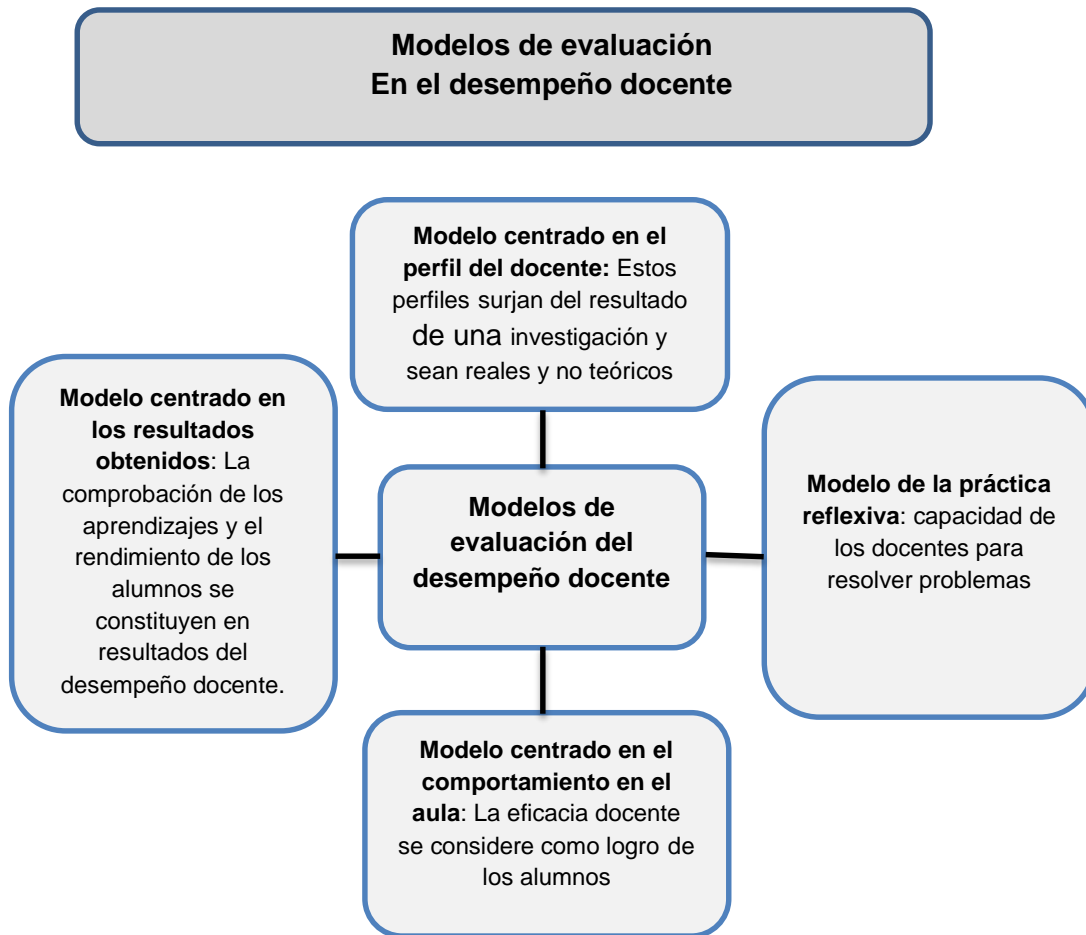 Modelos de evaluación
En el desempeño docente
Modelo centrado en el
perfil del docente: Estos
perfiles surjan del resultado
de una investigación y
sean reales y no teóricos
Modelo centrado en
los resultados
obtenidos: La
comprobación de los
aprendizajes y el
rendimiento de los
alumnos se
constituyen en
resultados del
desempeño docente.
Modelos de
evaluación del
desempeño docente
Modelo de la práctica
reflexiva: capacidad de
los docentes para
resolver problemas
Modelo centrado en el
comportamiento en el
aula: La eficacia docente
se considere como logro de
los alumnos